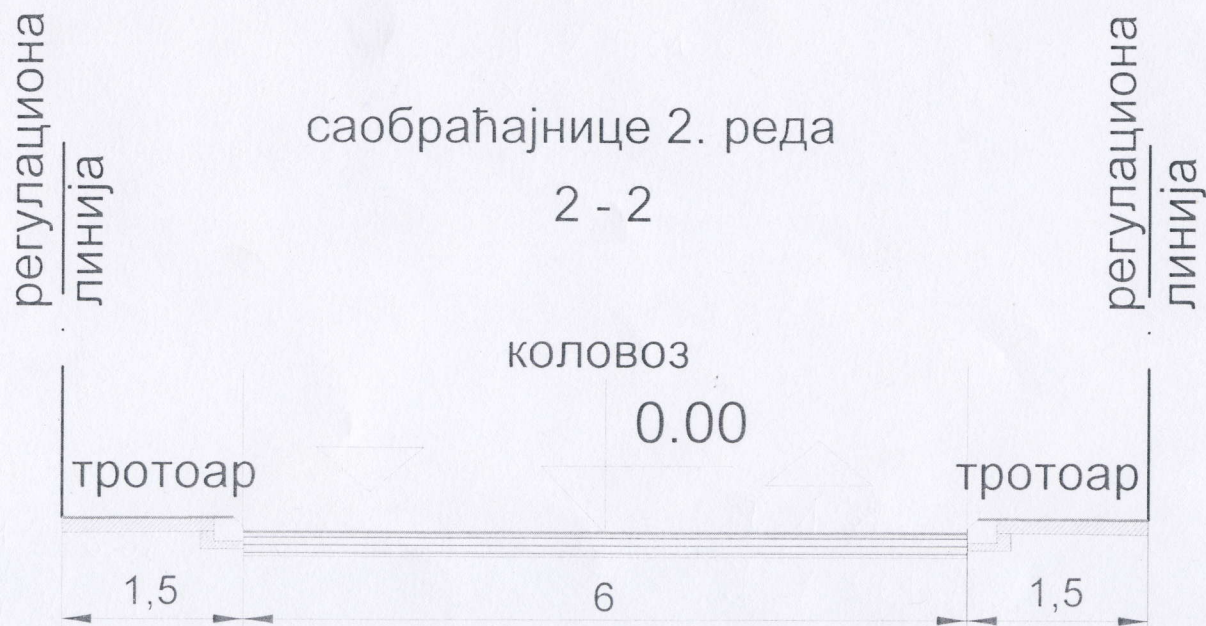 регулациона
линија
саобраћајнице 2. реда
2 - 2
регулациона
линија
коловоз
0.00
тротоар
тротоар
1,5
6
1,5